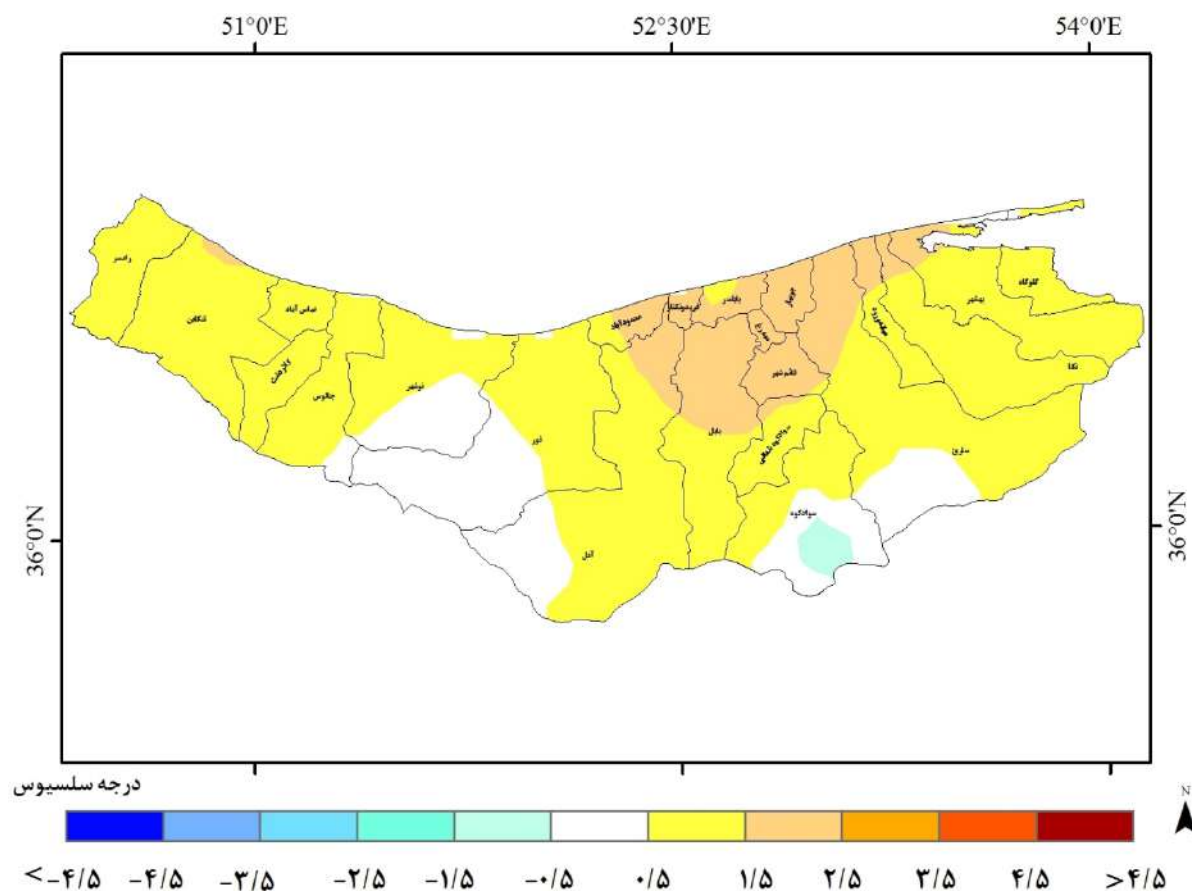 51°0'E 52°30'E 54°0'E
رامسر
تنکابن
عباس آباد
کلاردشت
چالوس
نوشهر
نور
آمل
محمودآباد
فریدونکنار
بابلسر
جویبار
قائم شهر
بابل
سوادکوه شمالی
سوادکوه
ساری
میاندورود
بهشهر
گلوگاه
نکا
36°0'N 36°0'N
درجه سلسیوس
N
< -۴/۵ -۴/۵ -۳/۵ -۲/۵ -۱/۵ -۰/۵ ۰/۵ ۱/۵ ۲/۵ ۳/۵ ۴/۵ >۴/۵